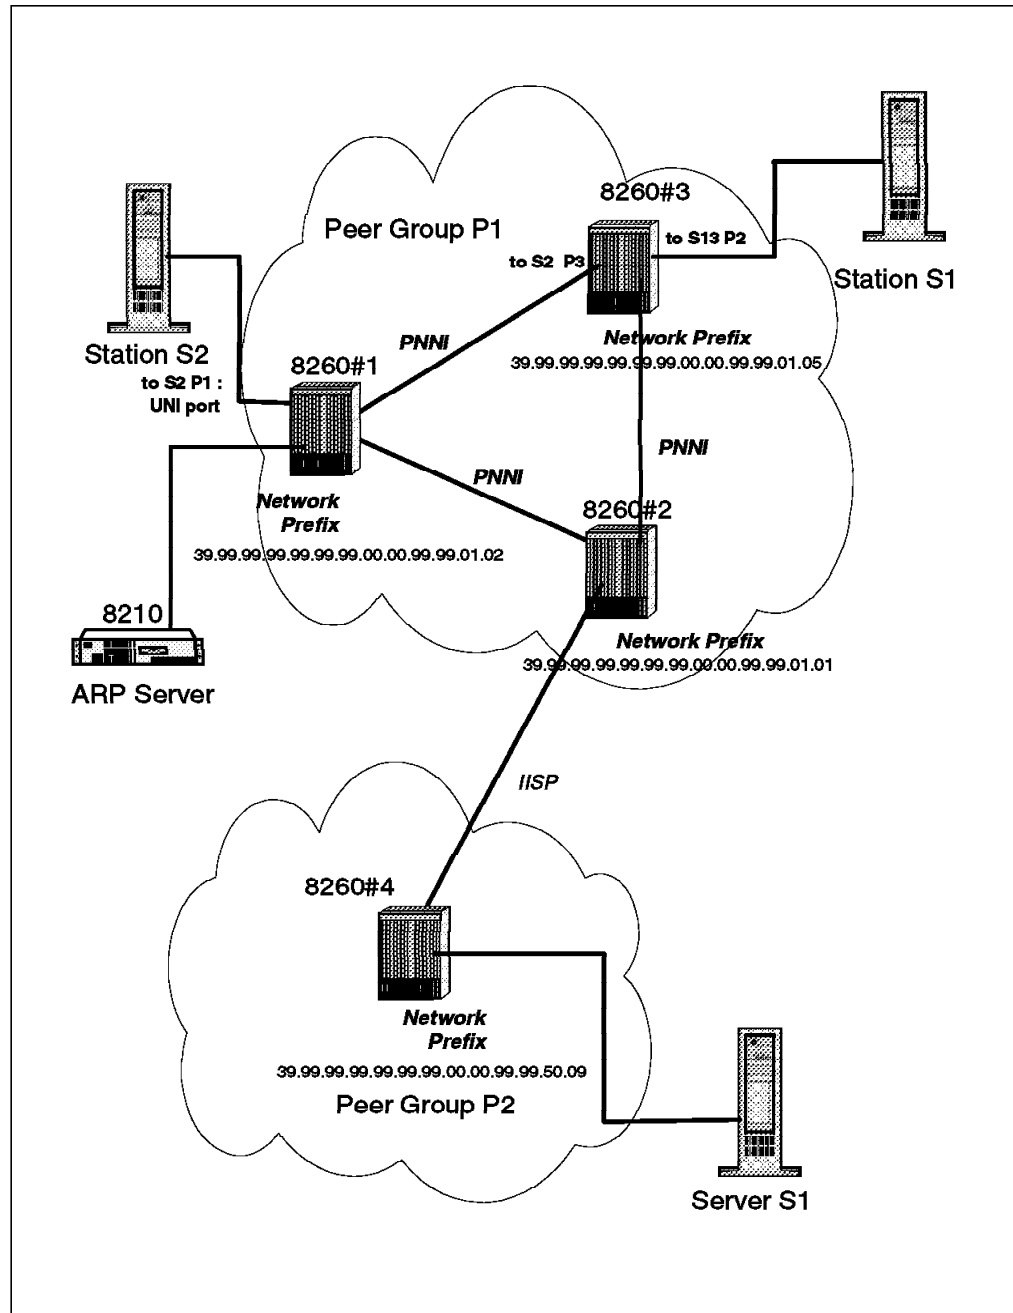 8260#3
Peer Group P1
to S13 P2
to S2 P3
Station S1
PNNI
Network Prefix
39.99.99.99.99.99.99.00.00.99.99.01.05
Station S2
8260#1
to S2 P1 :
UNI port
PNNI
PNNI
Network
Prefix
8260#2
39.99.99.99.99.99.99.00.00.99.99.01.02
8210
Network Prefix
39.99.99.99.99.99.99.00.00.99.99.01.01
ARP Server
IISP
8260#4
Network
Prefix
39.99.99.99.99.99.99.00.00.99.99.50.09
Peer Group P2
Server S1